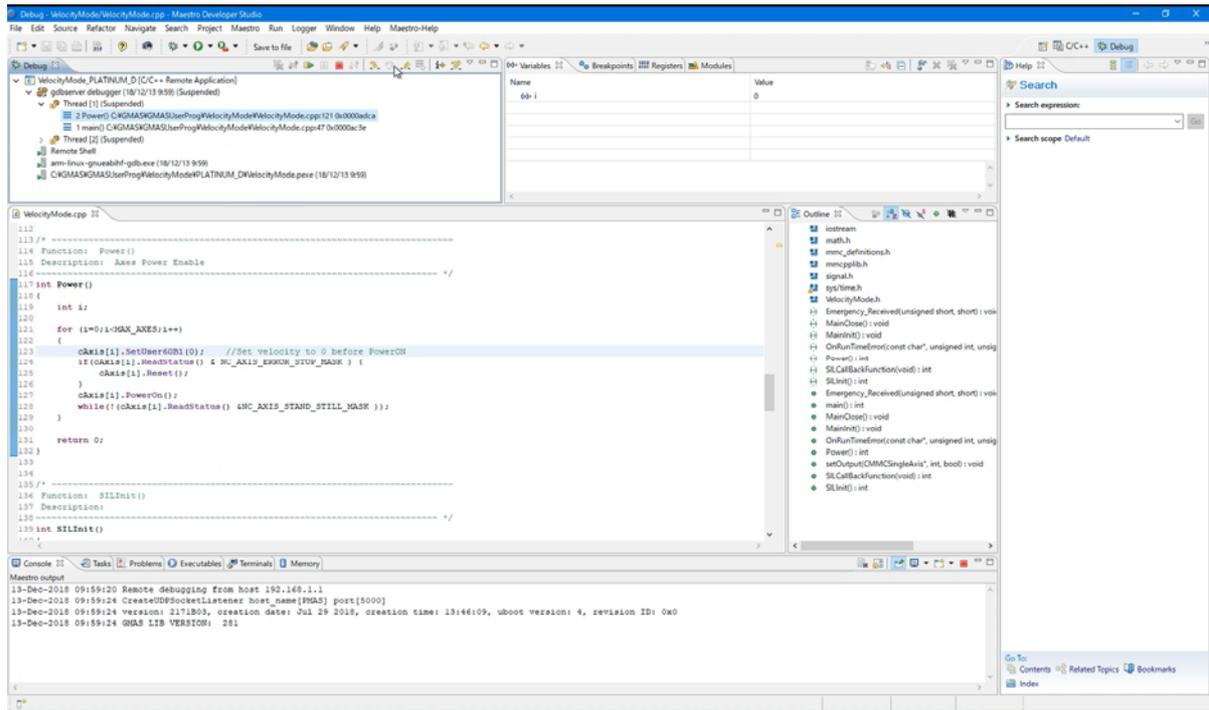 Debug - VelocityMode/VelocityMode.cpp - Maestro Developer Studio
File Edit Source Refactor Navigate Search Project Maestro Run Logger Window Help Maestro-Help
Save to file
C/C++ Debug
Debug
VelocityMode_PLATINUM_D [C/C++ Remote Application]
gdbserver debugger (18/12/13 9:59) (Suspended)
Thread [1] (Suspended)
2 Power() C:¥GMAS¥GMASUserProg¥VelocityMode¥VelocityMode.cpp:121 0x0000adca
1 main() C:¥GMAS¥GMASUserProg¥VelocityMode¥VelocityMode.cpp:47 0x0000ac3e
Thread [2] (Suspended)
Remote Shell
arm-linux-gnueabihf-gdb.exe (18/12/13 9:59)
C:¥GMAS¥GMASUserProg¥VelocityMode¥PLATINUM_D¥VelocityMode.pexe (18/12/13 9:59)
Variables Breakpoints Registers Modules
Name Value
i 0
Help
Search
Search expression:
Go
Search scope Default
VelocityMode.cpp
112
113 /* ----------------------------------------------------------------------------
114 Function: Power()
115 Description: Axes Power Enable
116 ---------------------------------------------------------------------------- */
117 int Power()
118 {
119 int i;
120
121 for (i=0;i<MAX_AXES;i++)
122 {
123 cAxis[i].SetUser60B1(0); //Set velocity to 0 before PowerON
124 if(cAxis[i].ReadStatus() & NC_AXIS_ERROR_STOP_MASK ) {
125 cAxis[i].Reset();
126 }
127 cAxis[i].PowerOn();
128 while(!(cAxis[i].ReadStatus() &NC_AXIS_STAND_STILL_MASK ));
129 }
130
131 return 0;
132 }
133
134
135 /* ----------------------------------------------------------------------------
136 Function: SILInit()
137 Description:
138 ---------------------------------------------------------------------------- */
139 int SILInit()
Outline
iostream
math.h
mmc_definitions.h
mmcpplib.h
signal.h
sys/time.h
VelocityMode.h
Emergency_Received(unsigned short, short) : voi
MainClose() : void
MainInit() : void
OnRunTimeError(const char*, unsigned int, unsig
Power() : int
SILCallBackFunction(void) : int
SILInit() : int
Emergency_Received(unsigned short, short) : voi
main() : int
MainClose() : void
MainInit() : void
OnRunTimeError(const char*, unsigned int, unsig
Power() : int
setOutput(CMMCSingleAxis*, int, bool) : void
SILCallBackFunction(void) : int
SILInit() : int
Console Tasks Problems Executables Terminals Memory
Maestro output
13-Dec-2018 09:59:20 Remote debugging from host 192.168.1.1
13-Dec-2018 09:59:24 CreateUDPSocketListener host_name[PMAS] port[5000]
13-Dec-2018 09:59:24 version: 2171B03, creation date: Jul 29 2018, creation time: 13:46:09, uboot version: 4, revision ID: 0x0
13-Dec-2018 09:59:24 GMAS LIB VERSION: 281
Go To:
Contents Related Topics Bookmarks
Index